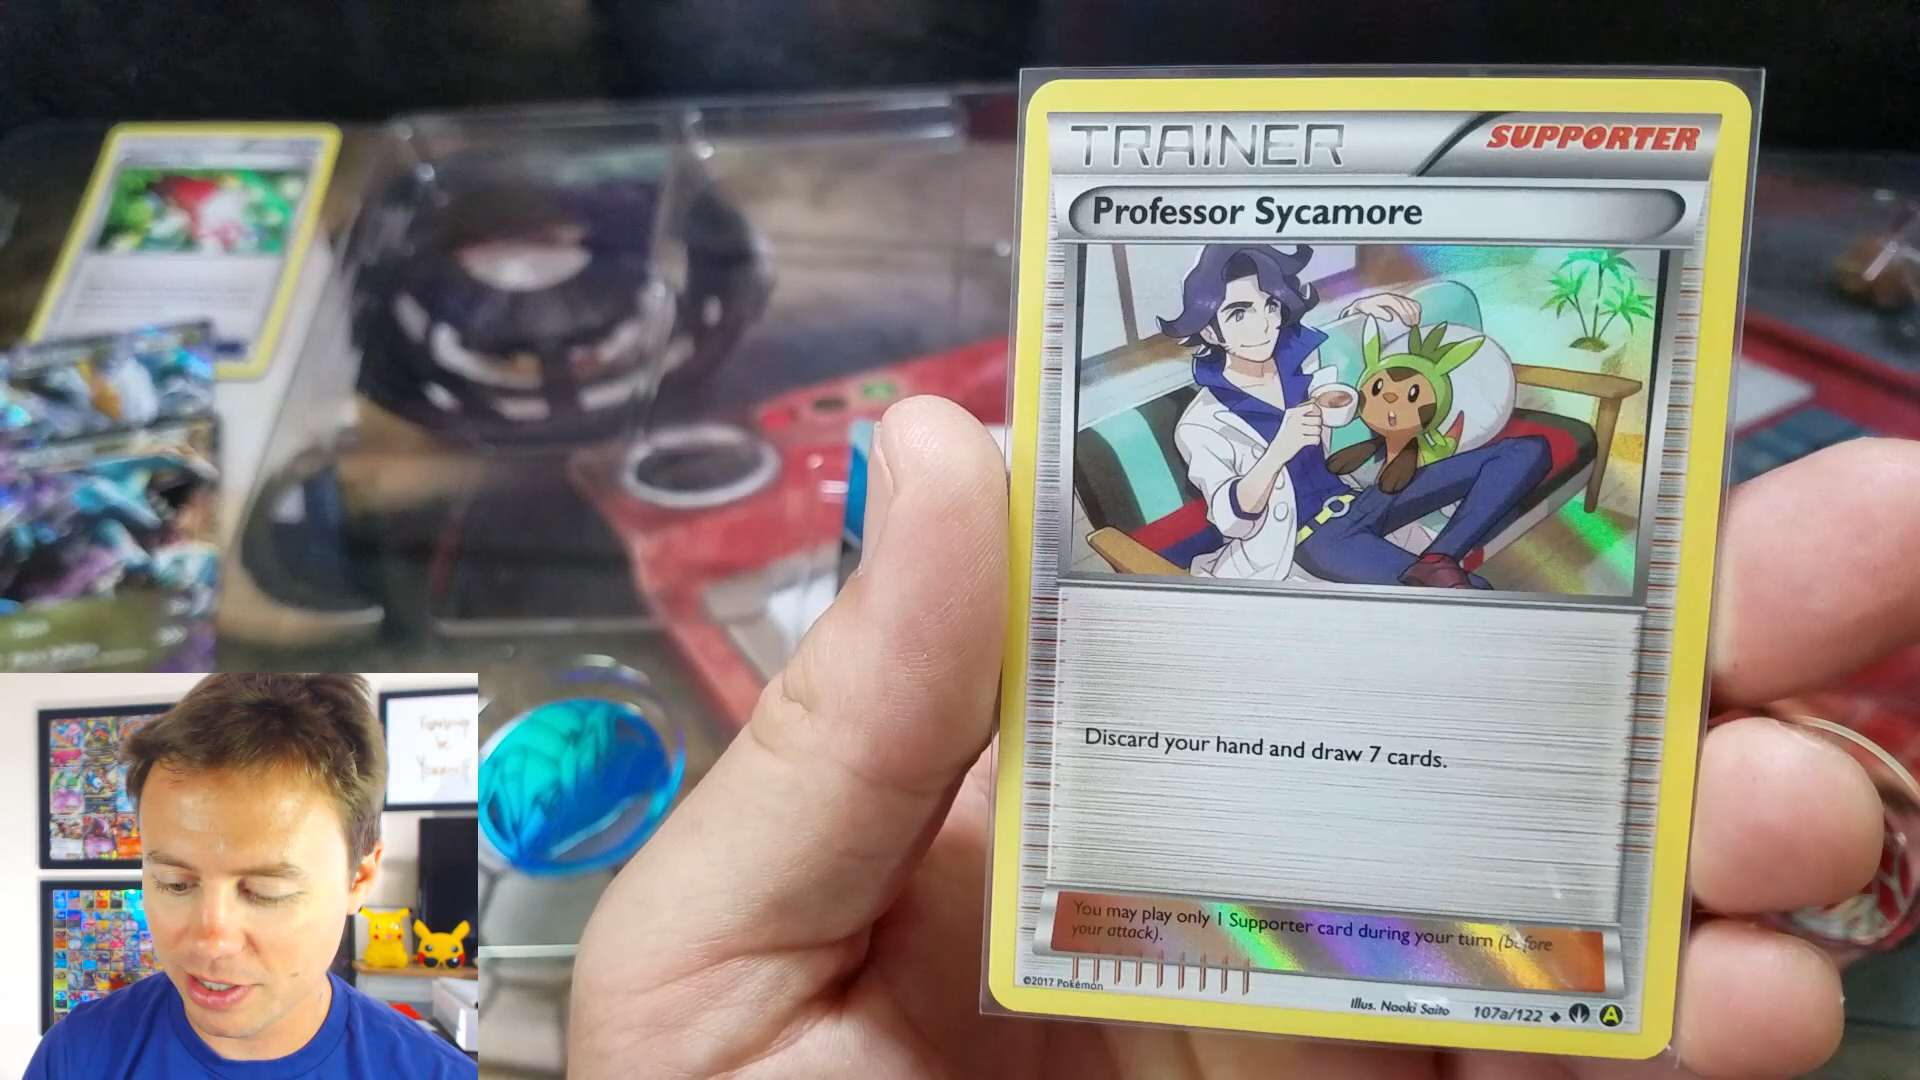 TRAINER
SUPPORTER
Professor Sycamore
Discard your hand and draw 7 cards.
You may play only 1 Supporter card during your turn (before
your attack).
©2017 Pokémon
Illus. Naoki Saito 107a/122 A